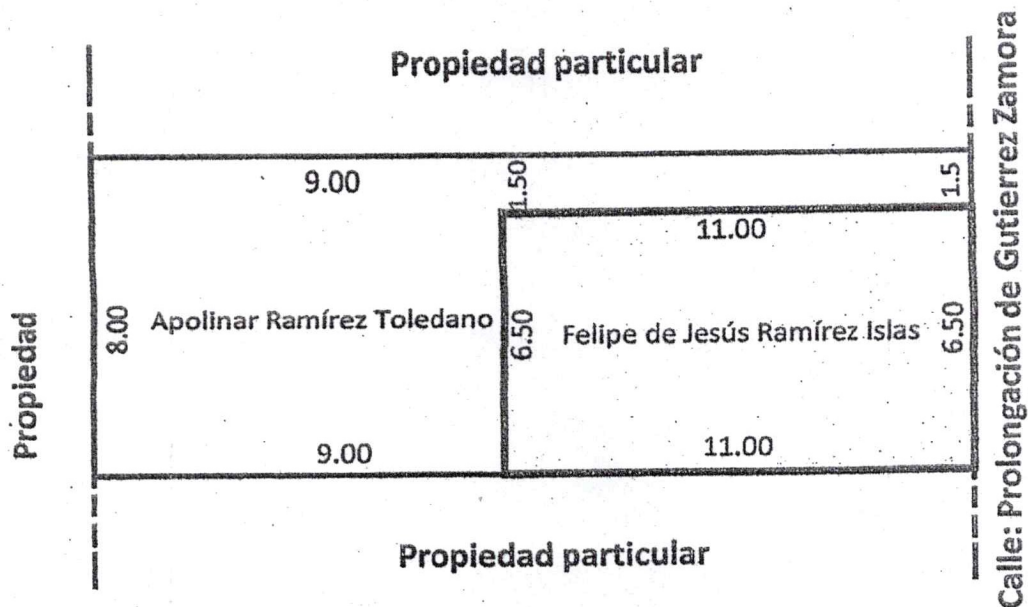 Propiedad particular
Calle: Prolongación de Gutierrez Zamora
9.00
1.50
1.5
11.00
Propiedad
8.00
Apolinar Ramírez Toledano
6.50
Felipe de Jesús Ramírez Islas
6.50
9.00
11.00
Propiedad particular